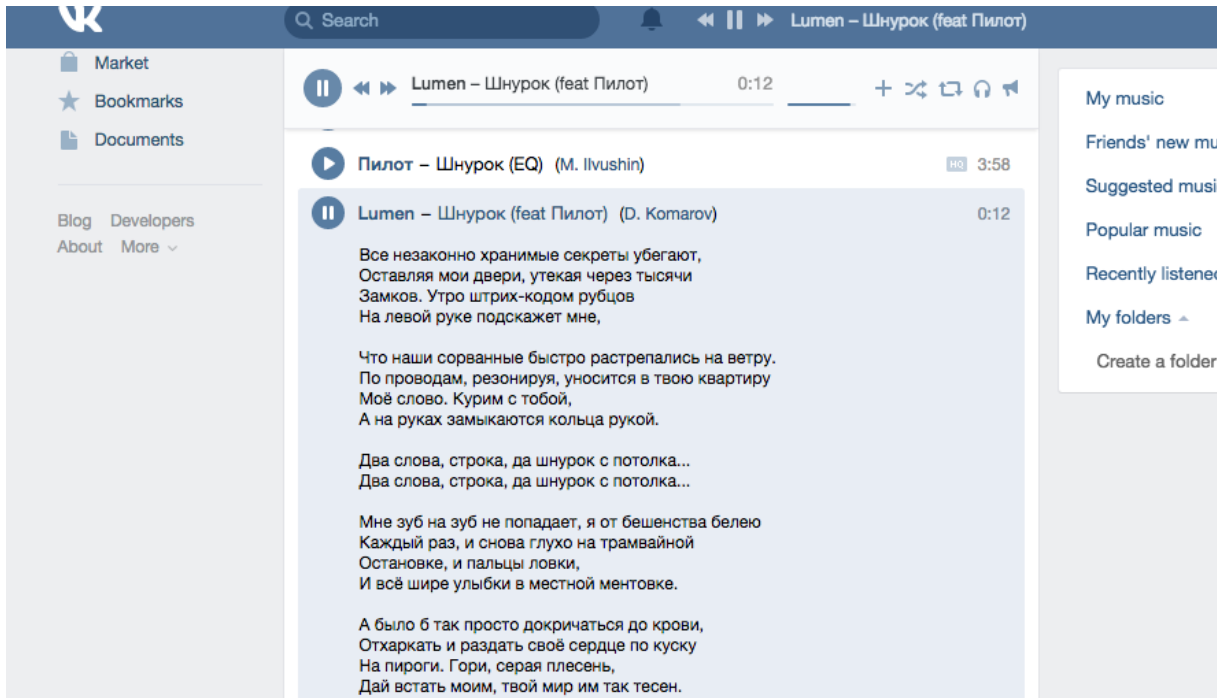 Search
Lumen – Шнурок (feat Пилот)
Market
Bookmarks
Documents
Blog Developers
About More
Lumen – Шнурок (feat Пилот) 0:12
Пилот – Шнурок (EQ) (M. Ilvushin) HQ 3:58
Lumen – Шнурок (feat Пилот) (D. Komarov) 0:12
Все незаконно хранимые секреты убегают,
Оставляя мои двери, утекая через тысячи
Замков. Утро штрих-кодом рубцов
На левой руке подскажет мне,
Что наши сорванные быстро растрепались на ветру.
По проводам, резонируя, уносится в твою квартиру
Моё слово. Курим с тобой,
А на руках замыкаются кольца рукой.
Два слова, строка, да шнурок с потолка...
Два слова, строка, да шнурок с потолка...
Мне зуб на зуб не попадает, я от бешенства белею
Каждый раз, и снова глухо на трамвайной
Остановке, и пальцы ловки,
И всё шире улыбки в местной ментовке.
А было б так просто докричаться до крови,
Отхаркать и раздать своё сердце по куску
На пироги. Гори, серая плесень,
Дай встать моим, твой мир им так тесен.
My music
Friends' new mu
Suggested musi
Popular music
Recently listened
My folders
Create a folder